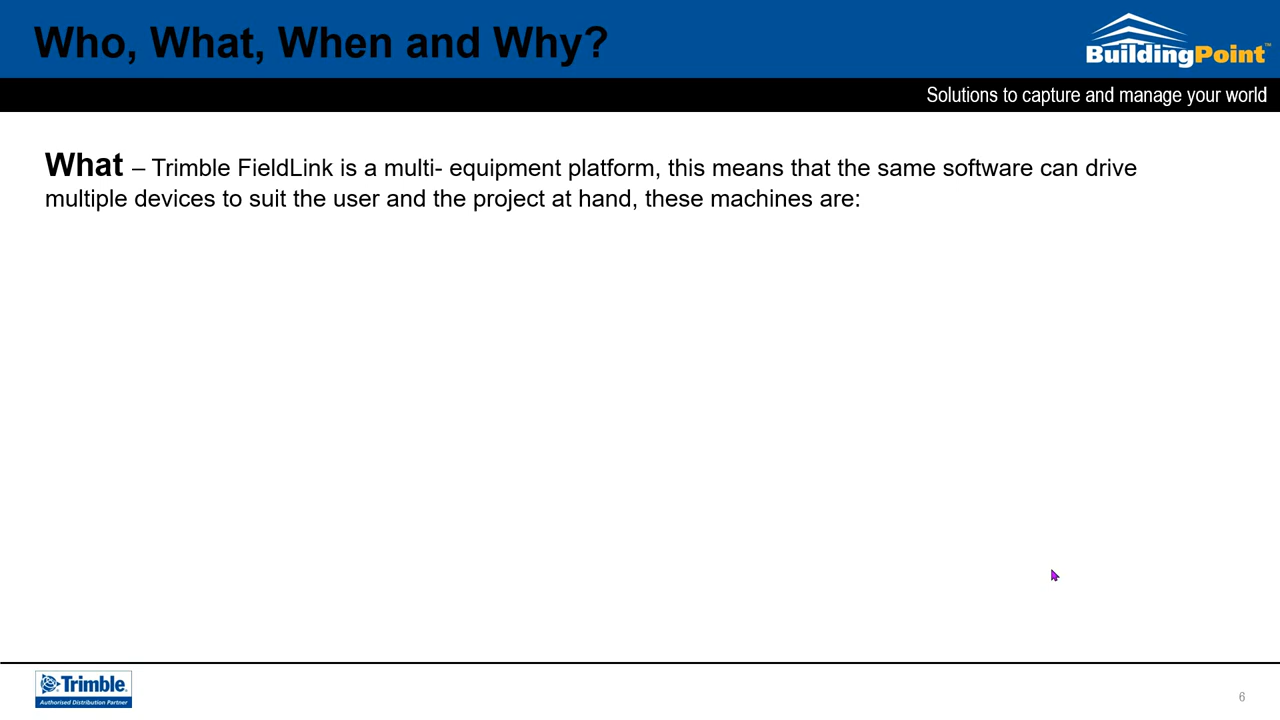 Who, What, When and Why?
BuildingPoint™
Solutions to capture and manage your world
What – Trimble FieldLink is a multi- equipment platform, this means that the same software can drive
multiple devices to suit the user and the project at hand, these machines are:
Trimble.
Authorised Distribution Partner
6